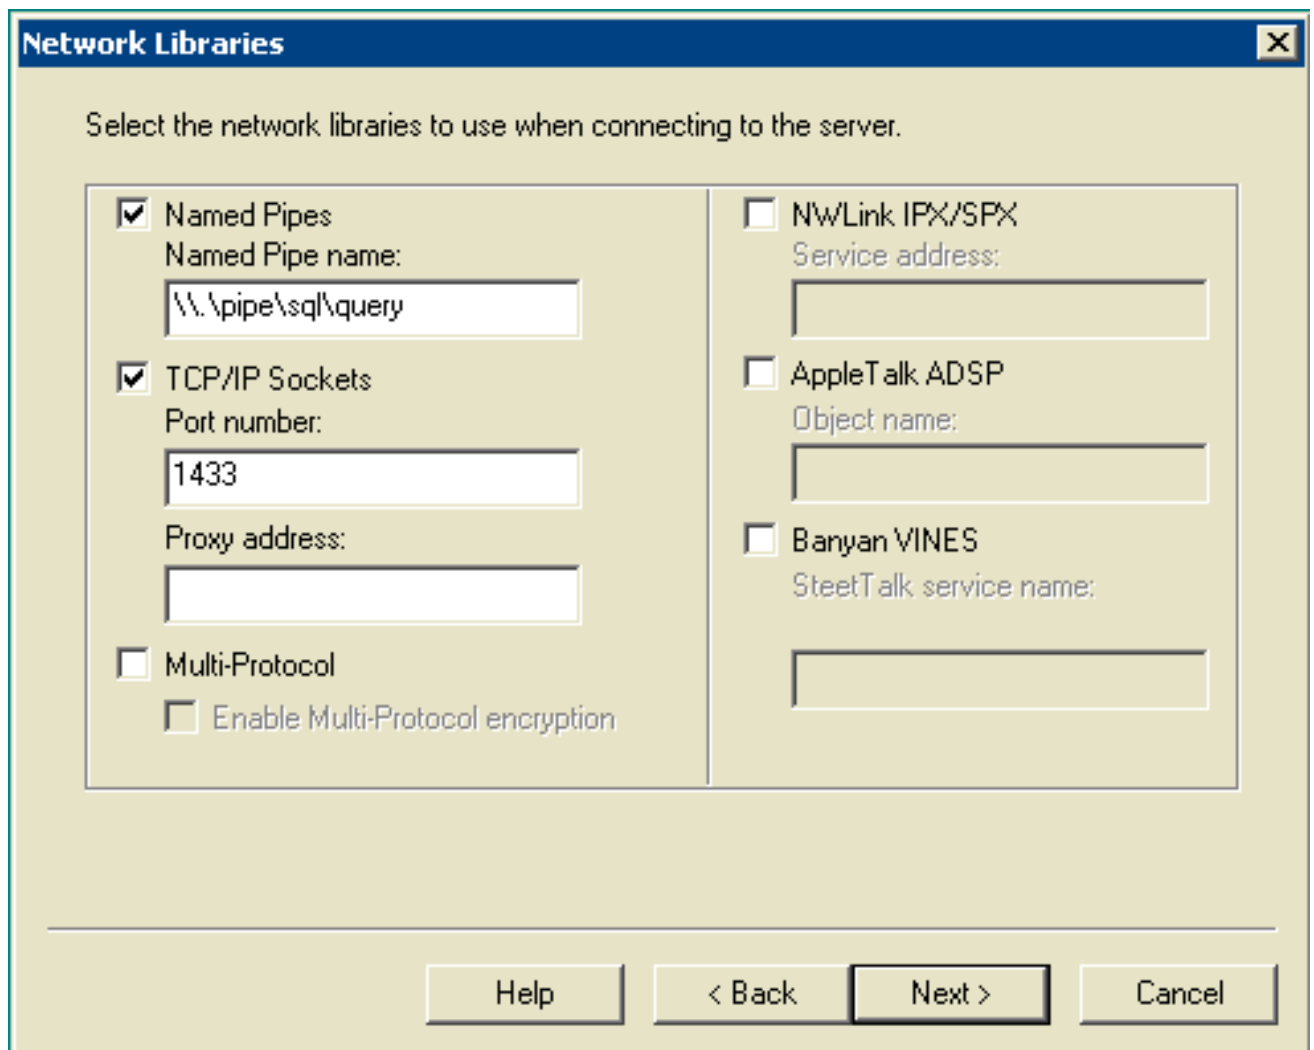 Network Libraries
Select the network libraries to use when connecting to the server.
Named Pipes
Named Pipe name:
\\.\pipe\sql\query
TCP/IP Sockets
Port number:
1433
Proxy address:
Multi-Protocol
Enable Multi-Protocol encryption
NWLink IPX/SPX
Service address:
AppleTalk ADSP
Object name:
Banyan VINES
SteetTalk service name:
Help
< Back
Next >
Cancel